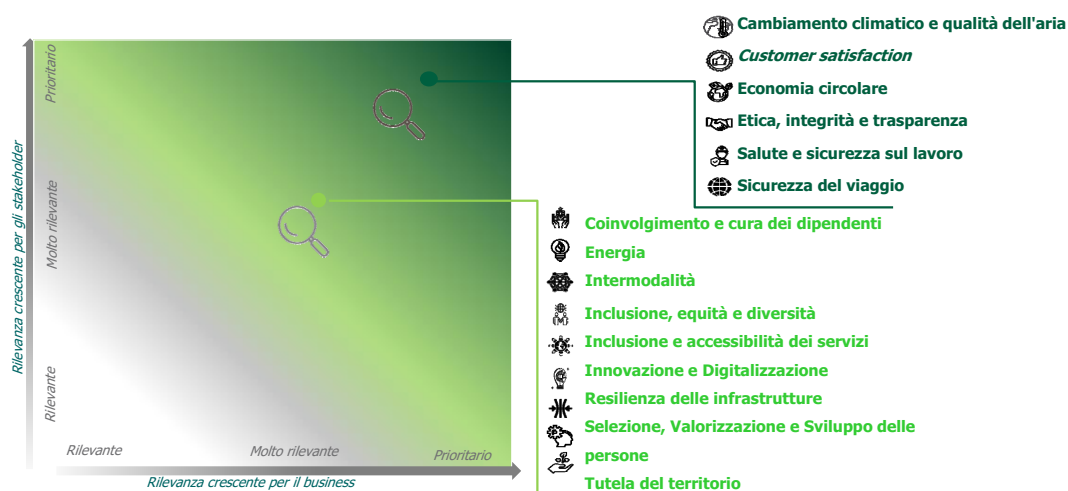 Cambiamento climatico e qualità dell'aria
Customer satisfaction
Economia circolare
Etica, integrità e trasparenza
Salute e sicurezza sul lavoro
Sicurezza del viaggio
Coinvolgimento e cura dei dipendenti
Energia
Intermodalità
Inclusione, equità e diversità
Inclusione e accessibilità dei servizi
Innovazione e Digitalizzazione
Resilienza delle infrastrutture
Selezione, Valorizzazione e Sviluppo delle
persone
Tutela del territorio
Rilevanza crescente per gli stakeholder
Prioritario
Molto rilevante
Rilevante
Rilevante
Molto rilevante
Prioritario
Rilevanza crescente per il business